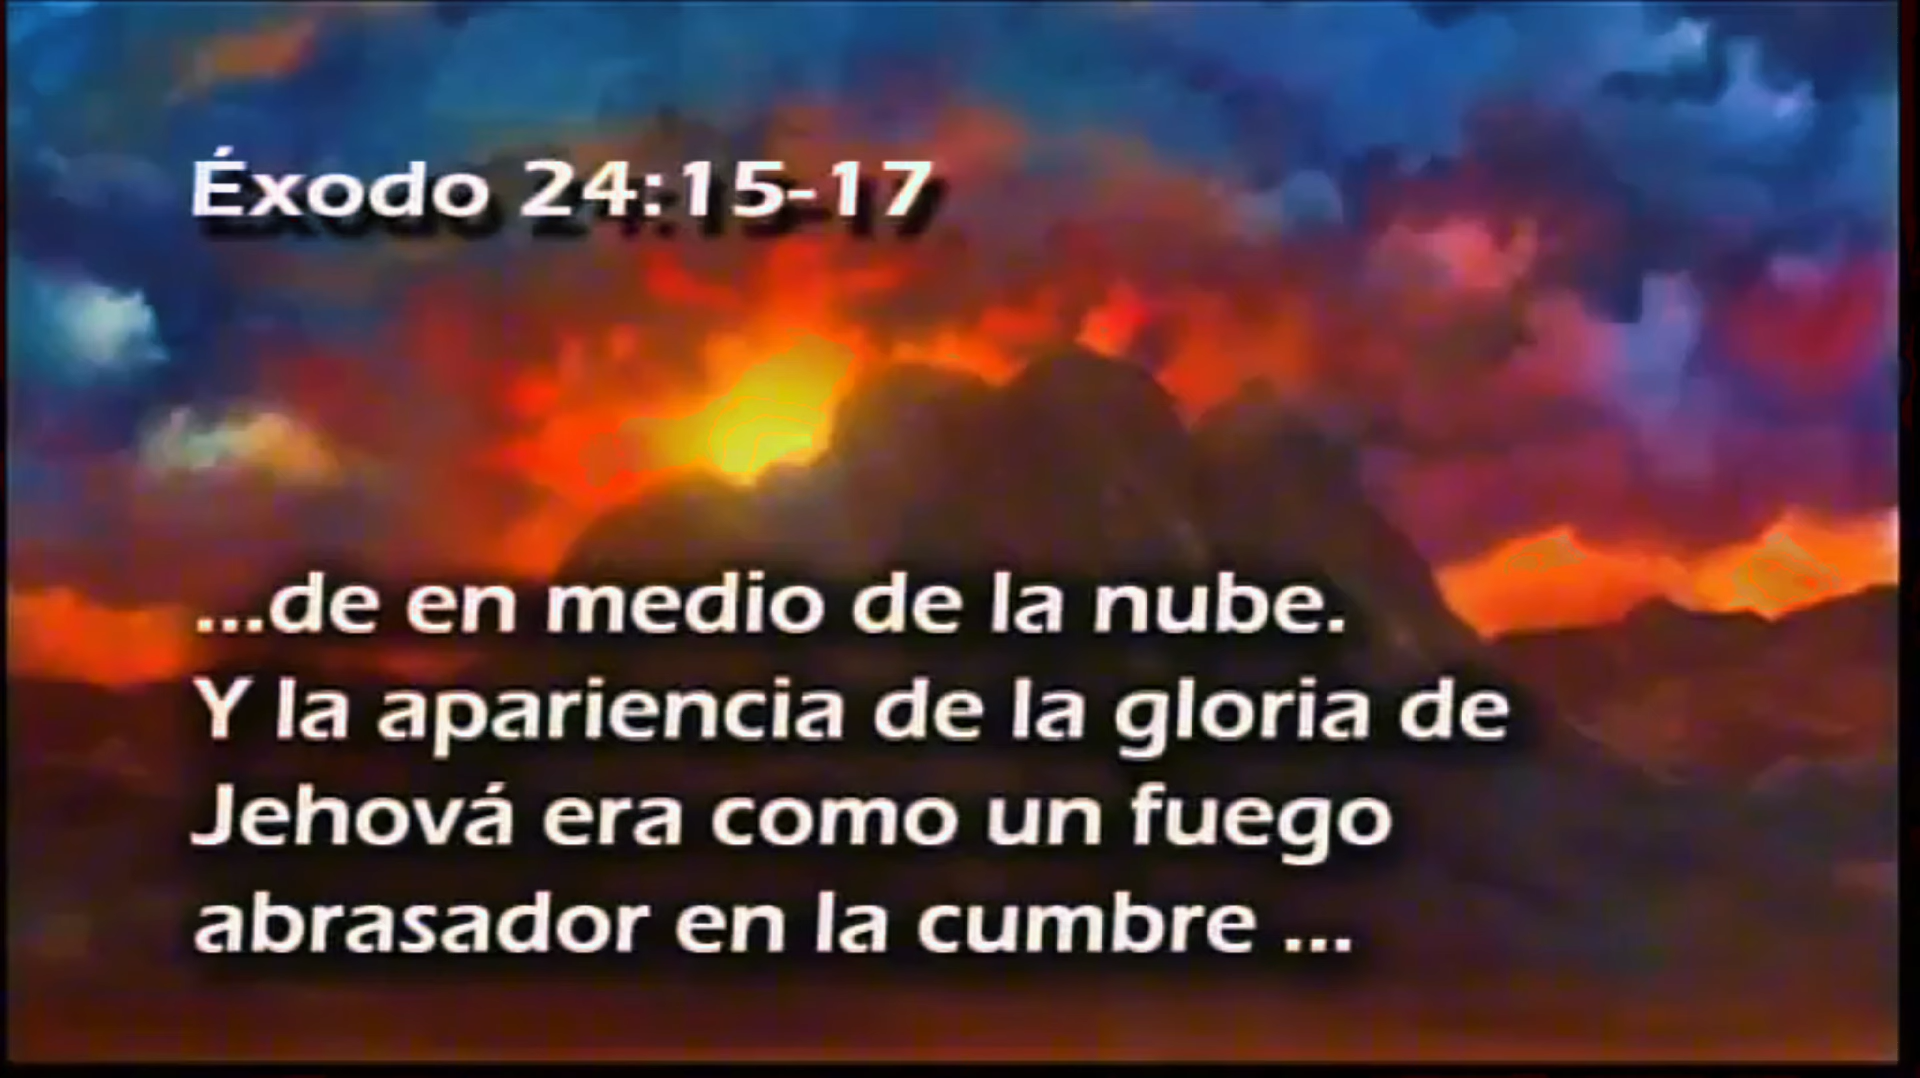 Éxodo 24:15-17
...de en medio de la nube.
Y la apariencia de la gloria de
Jehová era como un fuego
abrasador en la cumbre ...